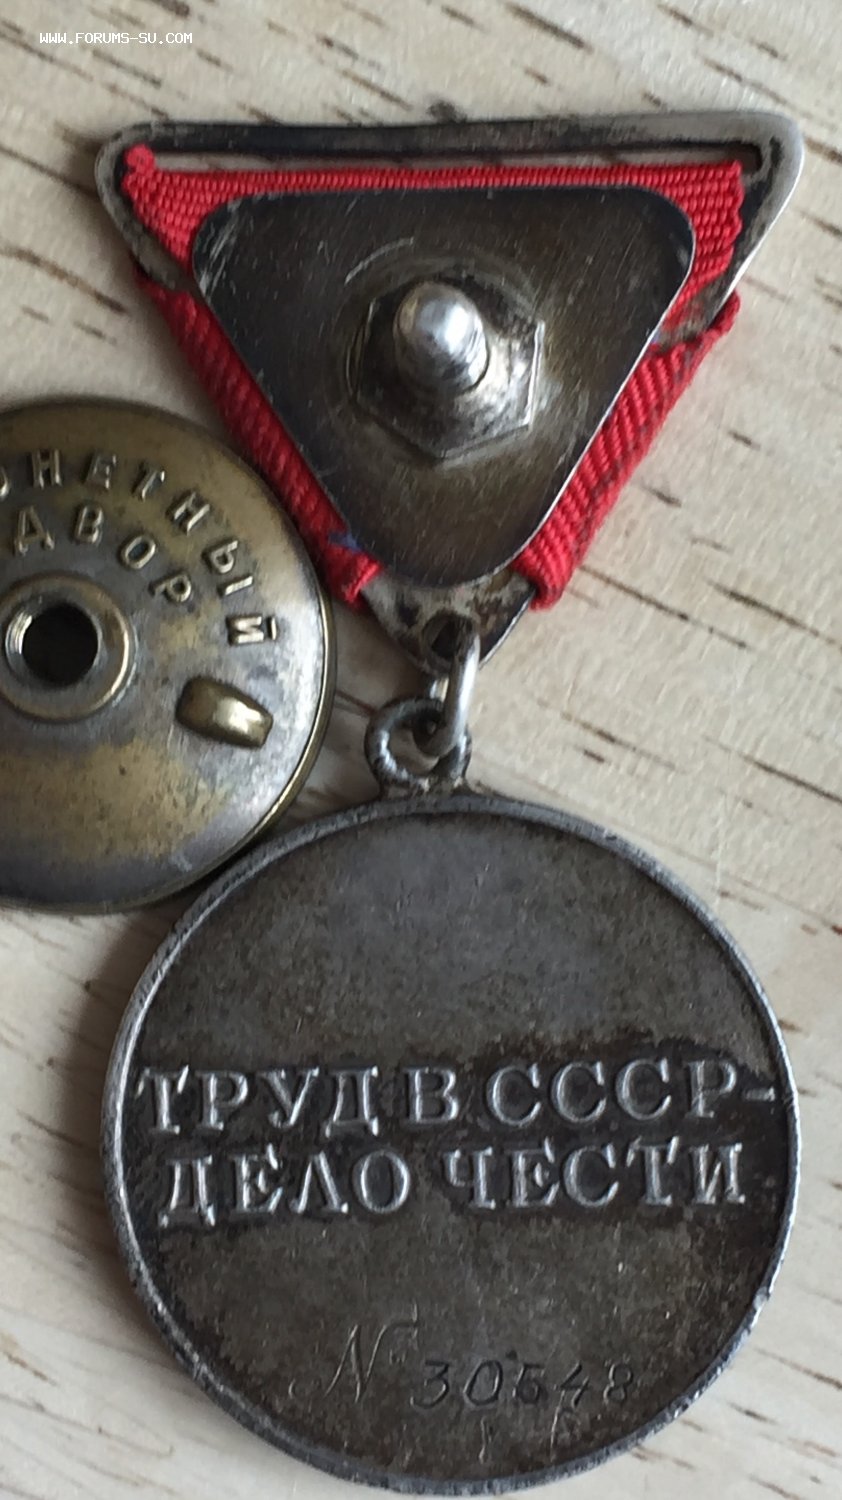 WWW.FORUMS-SU.COM
МОНЕТНЫЙ
ДВОР
ТРУД В СССР-
ДЕЛО ЧЕСТИ
№ 30548